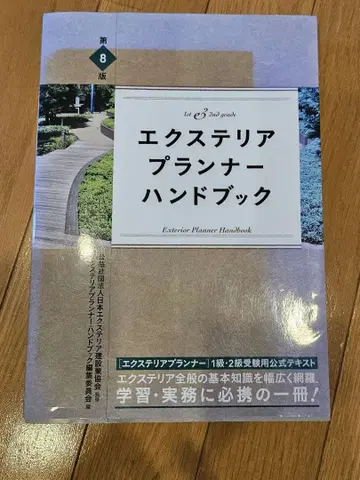 第8版
1st e3 2nd grade
エクステリア
プランナー
ハンドブック
Exterior Planner Handbook
公益社団法人日本エクステリア建設業協会 監修
エクステリアプランナー・ハンドブック編集委員会 編
[エクステリアプランナー] 1級・2級受験用公式テキスト
エクステリア全般の基本知識を幅広く網羅。
学習・実務に必携の一冊!